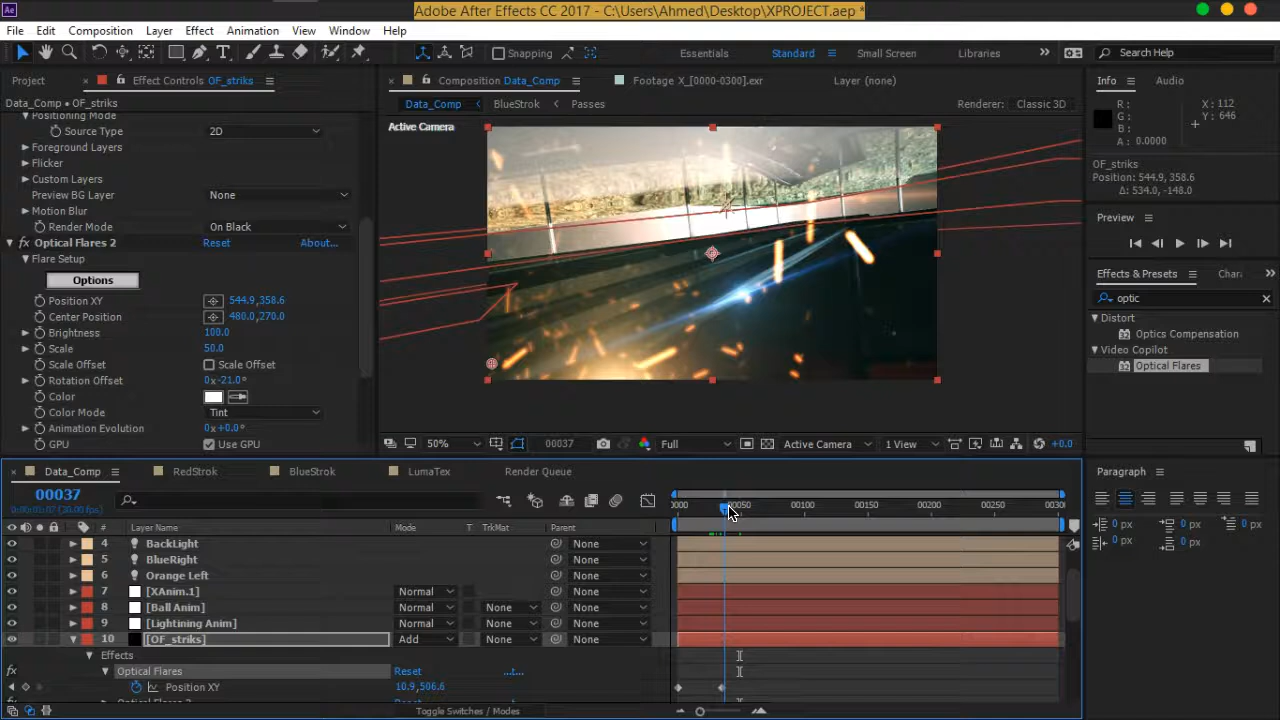 Adobe After Effects CC 2017 - C:\Users\Ahmed\Desktop\XPROJECT.aep *
File Edit Composition Layer Effect Animation View Window Help
Snapping Essentials Standard Small Screen Libraries Search Help
Project Effect Controls OF_striks Composition Data_Comp Footage X_[0000-0300].exr Layer (none) Info Audio
Data_Comp • OF_striks Data_Comp BlueStrok Passes Renderer: Classic 3D
Positioning Mode
Source Type 2D
Foreground Layers
Flicker
Custom Layers
Preview BG Layer None
Motion Blur
Render Mode On Black
Optical Flares 2 Reset About...
Flare Setup
Options
Position XY 544.9,358.6
Center Position 480.0,270.0
Brightness 100.0
Scale 50.0
Scale Offset Scale Offset
Rotation Offset 0x-21.0°
Color
Color Mode Tint
Animation Evolution 0x+0.0°
GPU Use GPU
Active Camera
50% 00037 Full Active Camera 1 View +0.0
R: X: 112
G: Y: 646
B:
A: 0.0000
OF_striks
Position: 544.9, 358.6
Δ: 534.0, -148.0
Preview
Effects & Presets Chara
optic
Distort
Optics Compensation
Video Copilot
Optical Flares
Data_Comp RedStrok BlueStrok LumaTex Render Queue
Paragraph
00037
0:00:01:07 (30.00 fps)
0000 00050 00100 00150 00200 00250 0030
# Layer Name Mode T TrkMat Parent
4 BackLight None
5 BlueRight None
6 Orange Left None
7 [XAnim.1] Normal None
8 [Ball Anim] Normal None None
9 [Lightining Anim] Normal None None
10 [OF_striks] Add None None
Effects
Optical Flares Reset ...
Position XY 10.9,506.6
Toggle Switches / Modes
0 px 0 px 0 px
0 px 0 px